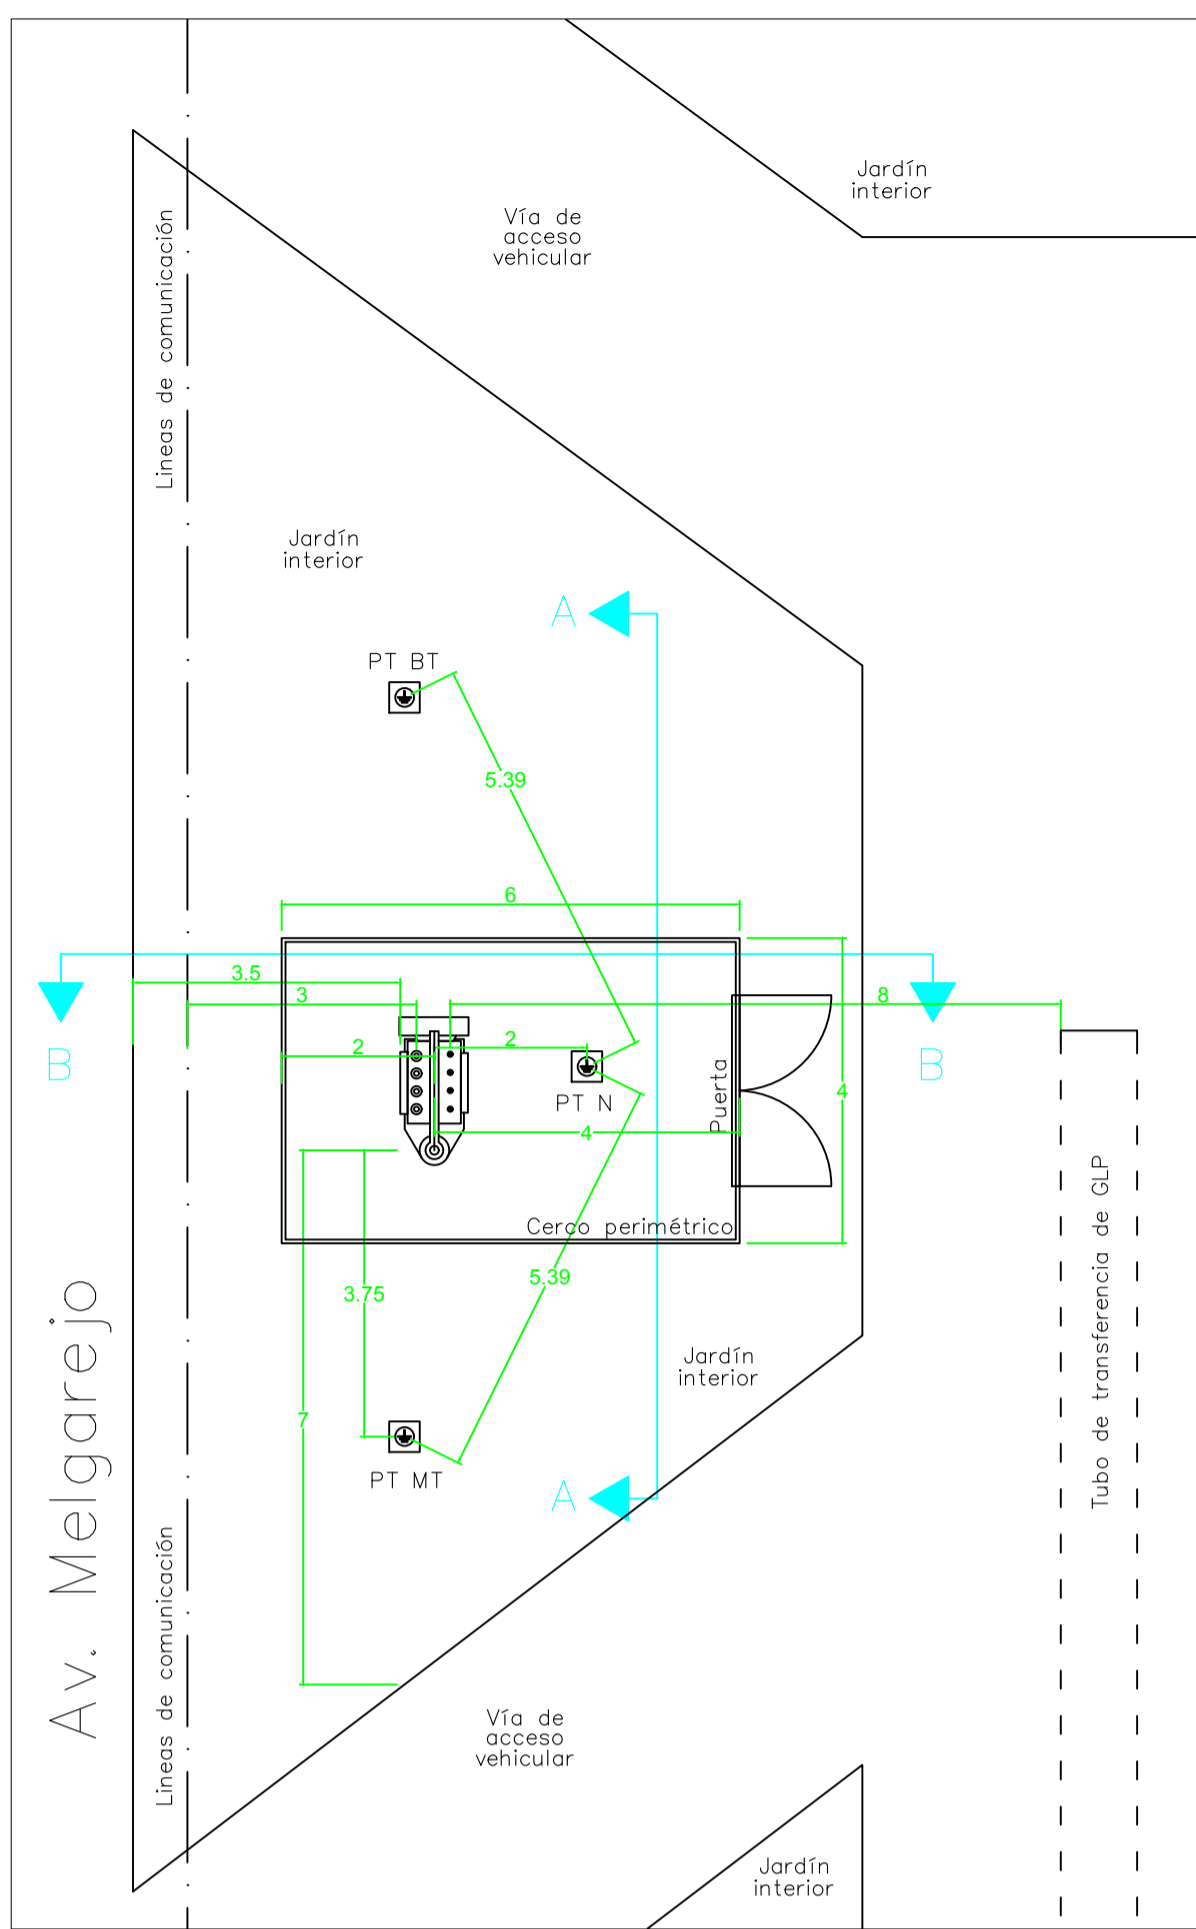 Jardín
interior
Vía de
acceso
vehicular
Lineas de comunicación
Jardín
interior
A
PT BT
5.39
6
3.5
3
8
B
2
2
B
Puerta
4
PT N
4
Cerco perimétrico
5.39
3.75
Tubo de transferencia de GLP
Av. Melgarejo
Jardín
interior
7
PT MT
A
Lineas de comunicación
Vía de
acceso
vehicular
Jardín
interior